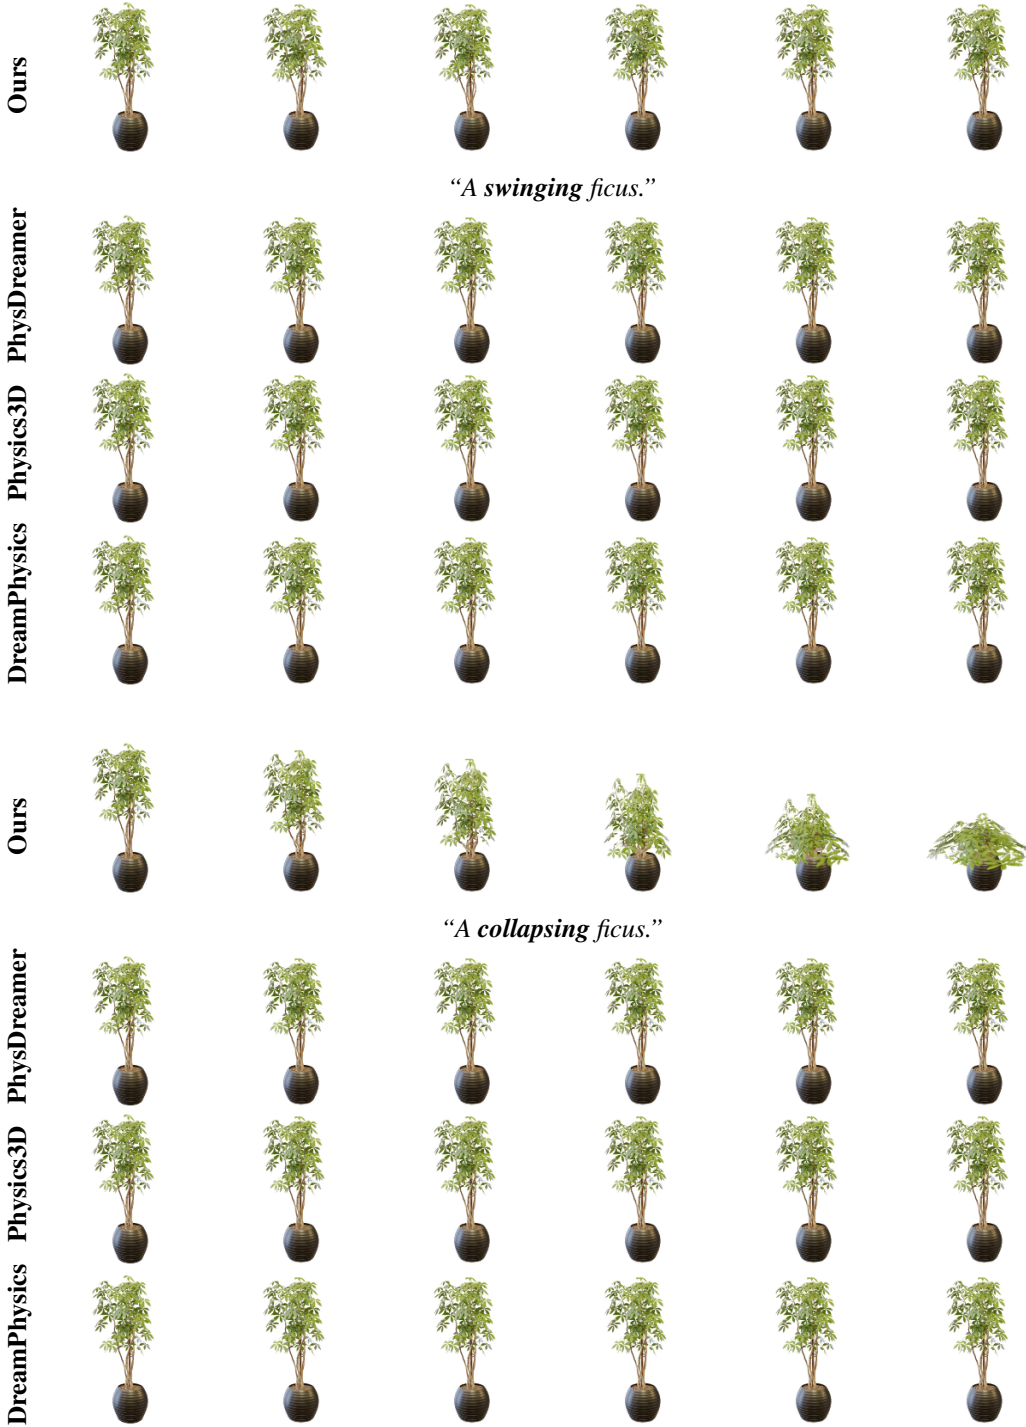 Ours
“A swinging ficus.”
PhysDreamer
Physics3D
DreamPhysics
Ours
“A collapsing ficus.”
PhysDreamer
Physics3D
DreamPhysics